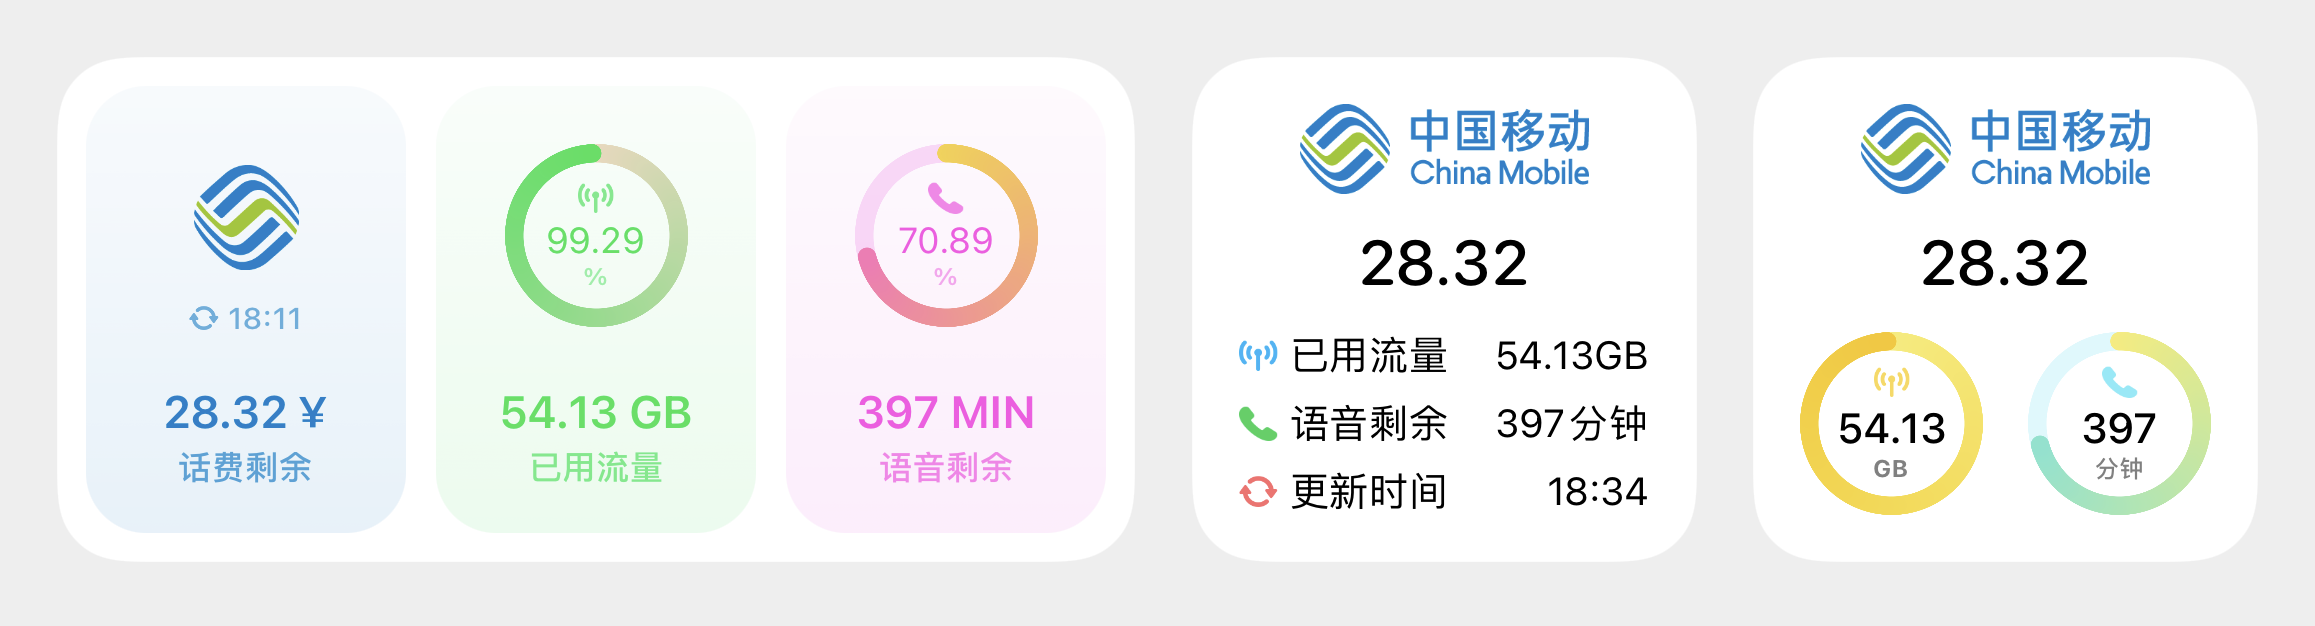 18:11
28.32 ¥
话费剩余
99.29
%
54.13 GB
已用流量
70.89
%
397 MIN
语音剩余
中国移动
China Mobile
28.32
已用流量 54.13GB
语音剩余 397分钟
更新时间 18:34
中国移动
China Mobile
28.32
54.13
GB
397
分钟